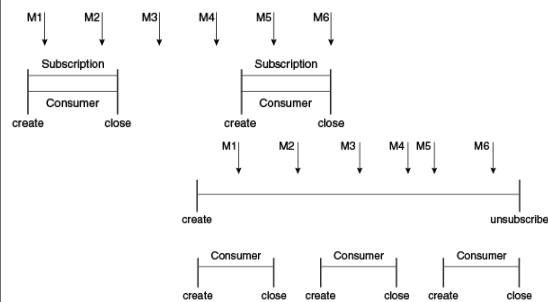 M1 M2 M3 M4 M5 M6
Subscription Subscription
Consumer Consumer
create close create close
M1 M2 M3 M4 M5 M6
create unsubscribe
Consumer Consumer Consumer
create close create close create close